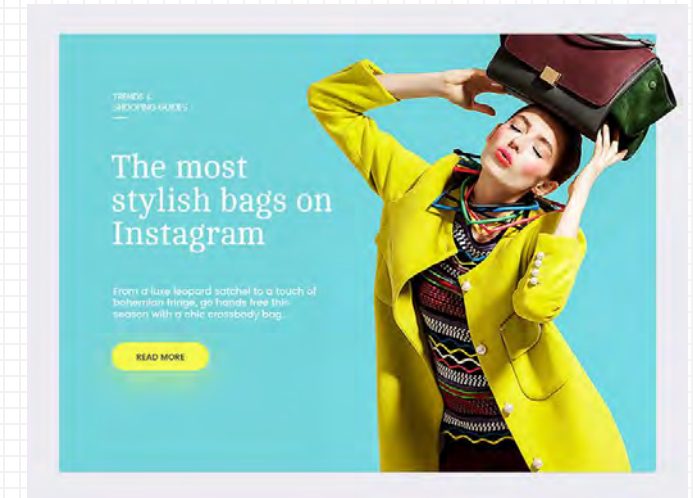 TRENDS &
SHOOPING GUIDES
The most
stylish bags on
Instagram
From a luxe leopard satchel to a touch of
bohemian fringe, go hands free this
season with a chic crossbody bag.
READ MORE